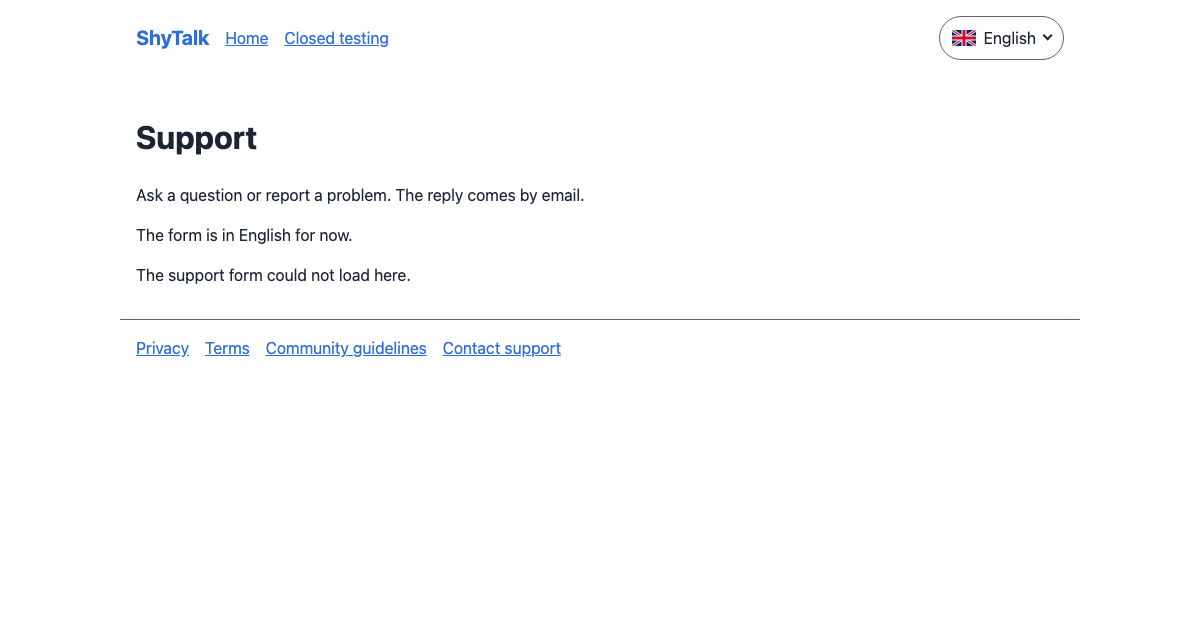 ShyTalk Home Closed testing English
Support
Ask a question or report a problem. The reply comes by email.
The form is in English for now.
The support form could not load here.
Privacy Terms Community guidelines Contact support